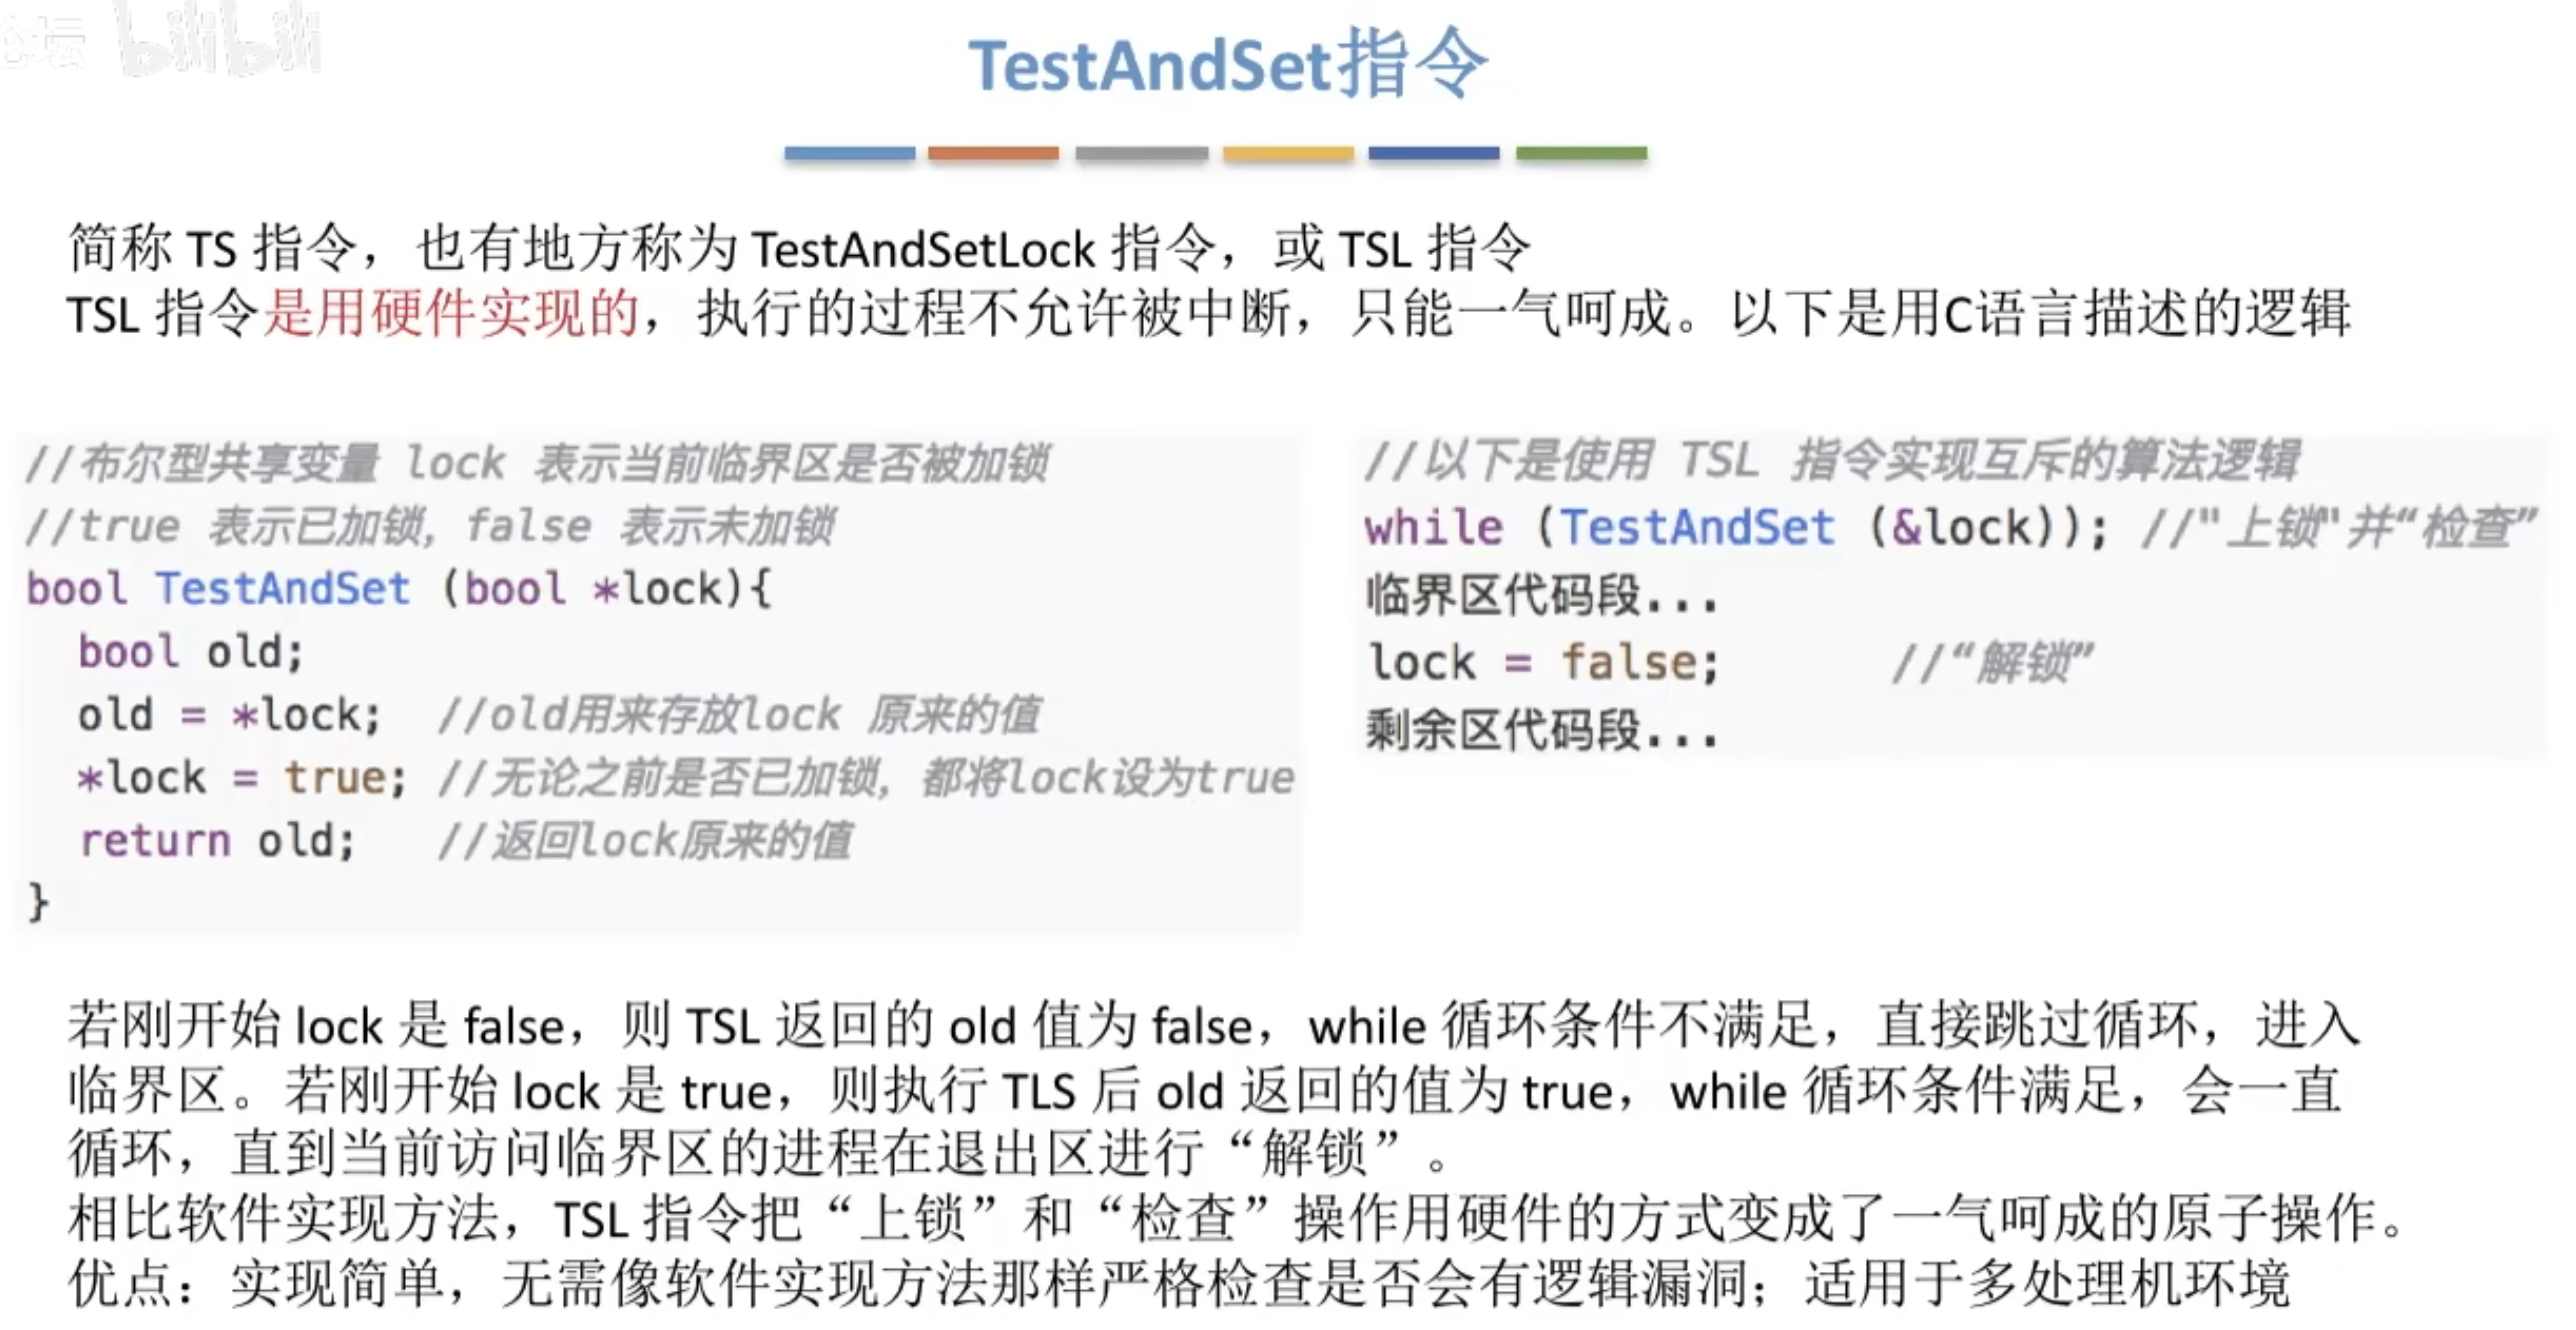 论坛 bilibili
TestAndSet指令
简称 TS 指令，也有地方称为 TestAndSetLock 指令，或 TSL 指令
TSL 指令是用硬件实现的，执行的过程不允许被中断，只能一气呵成。以下是用C语言描述的逻辑
//布尔型共享变量 lock 表示当前临界区是否被加锁
//true 表示已加锁，false 表示未加锁
bool TestAndSet (bool *lock){
bool old;
old = *lock; //old用来存放lock 原来的值
*lock = true; //无论之前是否已加锁，都将lock设为true
return old; //返回lock原来的值
}
//以下是使用 TSL 指令实现互斥的算法逻辑
while (TestAndSet (&lock)); //"上锁"并“检查”
临界区代码段...
lock = false; //“解锁”
剩余区代码段...
若刚开始 lock 是 false，则 TSL 返回的 old 值为 false，while 循环条件不满足，直接跳过循环，进入
临界区。若刚开始 lock 是 true，则执行 TLS 后 old 返回的值为 true，while 循环条件满足，会一直
循环，直到当前访问临界区的进程在退出区进行“解锁”。
相比软件实现方法，TSL 指令把“上锁”和“检查”操作用硬件的方式变成了一气呵成的原子操作。
优点：实现简单，无需像软件实现方法那样严格检查是否会有逻辑漏洞；适用于多处理机环境